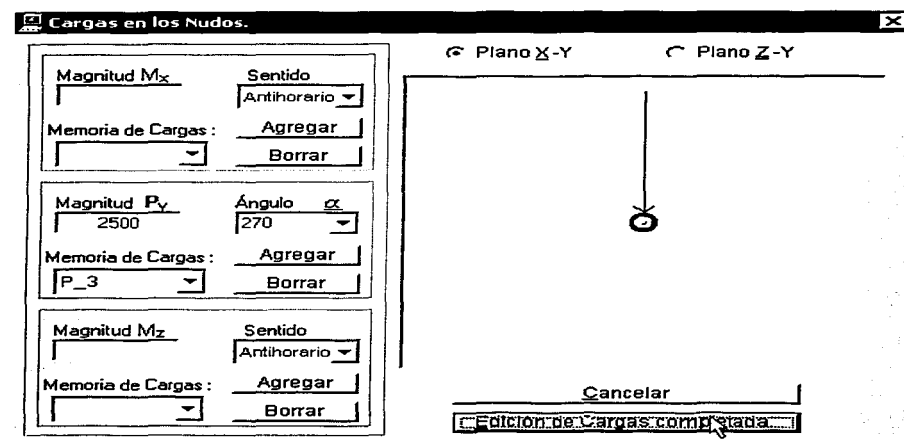 Cargas en los Nudos.
Plano X-Y
Plano Z-Y
Magnitud Mx
Sentido
Antihorario
Memoria de Cargas :
Agregar
Borrar
Magnitud Py
Ángulo α
2500
270
Memoria de Cargas :
Agregar
P_3
Borrar
Magnitud Mz
Sentido
Antihorario
Memoria de Cargas :
Agregar
Borrar
Cancelar
Edición de Cargas completada